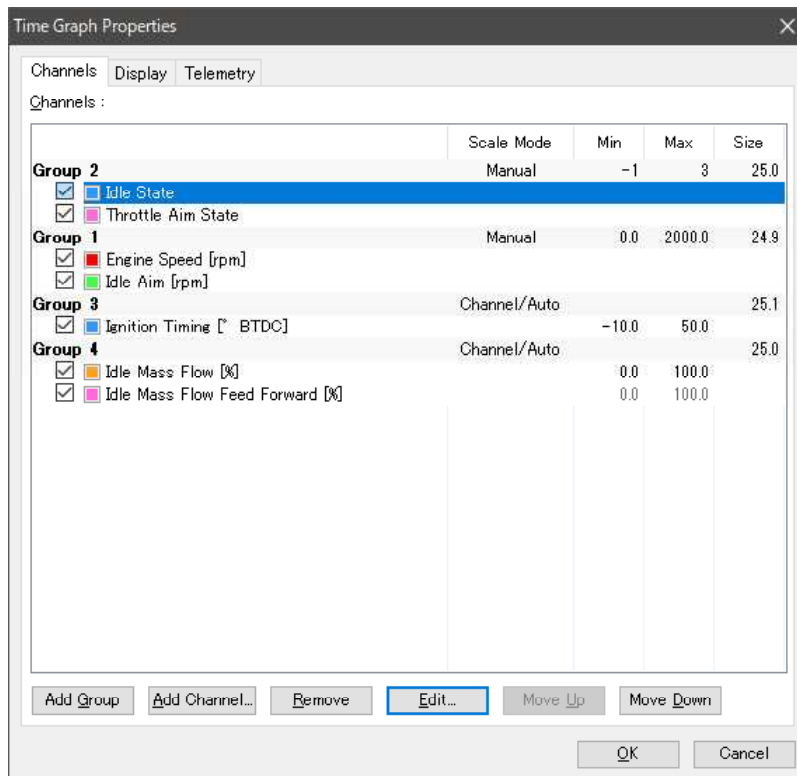 Time Graph Properties
Channels Display Telemetry
Channels :
Scale Mode Min Max Size
Group 2 Manual -1 3 25.0
Idle State
Throttle Aim State
Group 1 Manual 0.0 2000.0 24.9
Engine Speed [rpm]
Idle Aim [rpm]
Group 3 Channel/Auto 25.1
Ignition Timing [° BTDC] -10.0 50.0
Group 4 Channel/Auto 25.0
Idle Mass Flow [%] 0.0 100.0
Idle Mass Flow Feed Forward [%] 0.0 100.0
Add Group Add Channel... Remove Edit... Move Up Move Down
OK Cancel